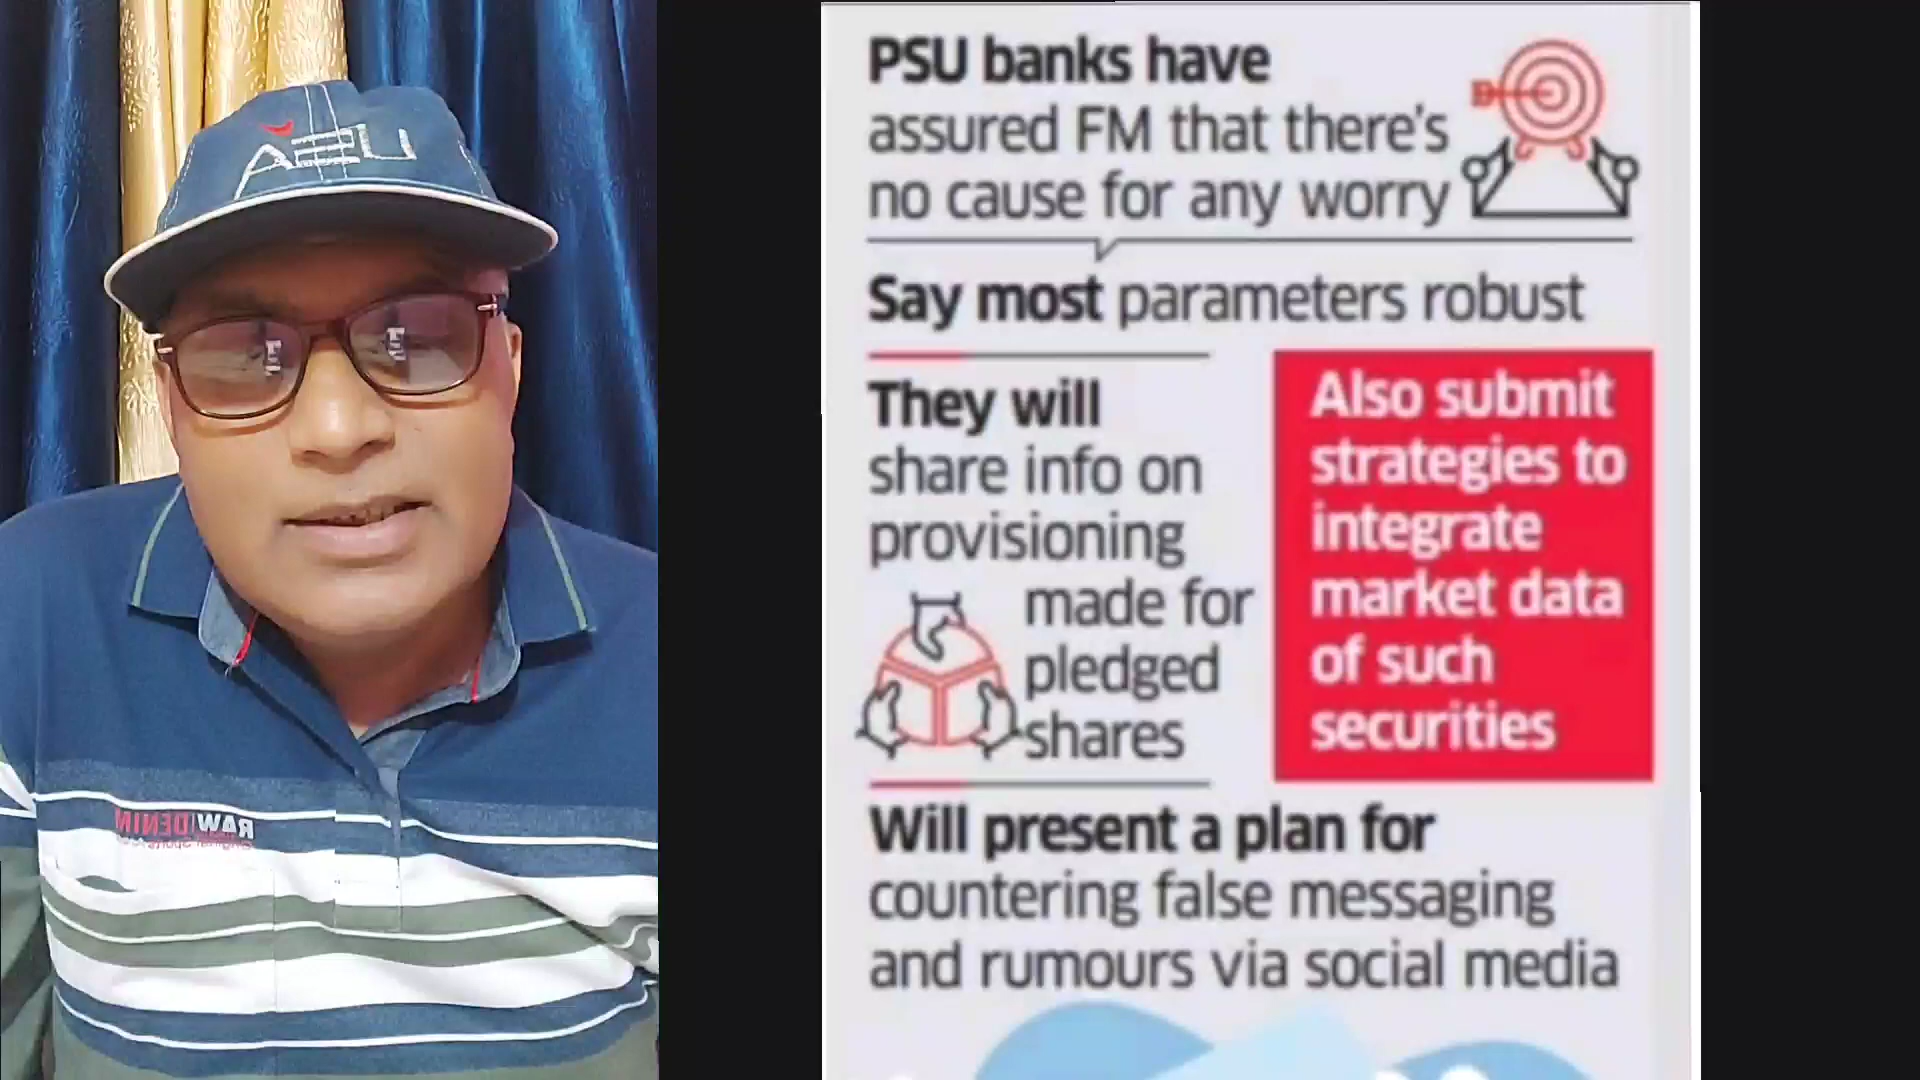 RAW DENIM
PSU banks have
assured FM that there's
no cause for any worry
Say most parameters robust
They will
share info on
provisioning
made for
pledged
shares
Also submit
strategies to
integrate
market data
of such
securities
Will present a plan for
countering false messaging
and rumours via social media